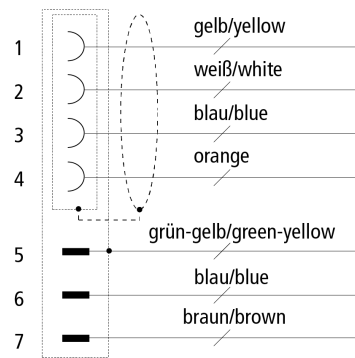 1 gelb/yellow
2 weiß/white
3 blau/blue
4 orange
5 grün-gelb/green-yellow
6 blau/blue
7 braun/brown